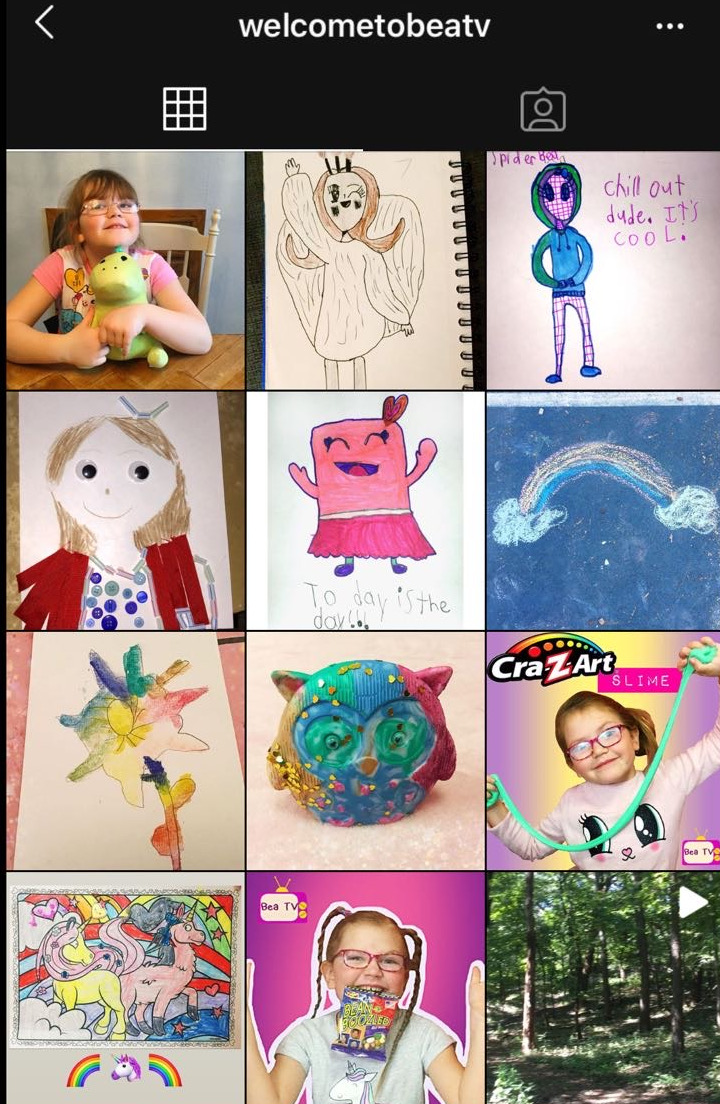 welcometobeatv
Spider Bea
chill out
dude. It's
COOL.
To day is the
day!!!
Cra-Z-Art
SLIME
Bea TV
Bea TV
BEAN
BOOZLED